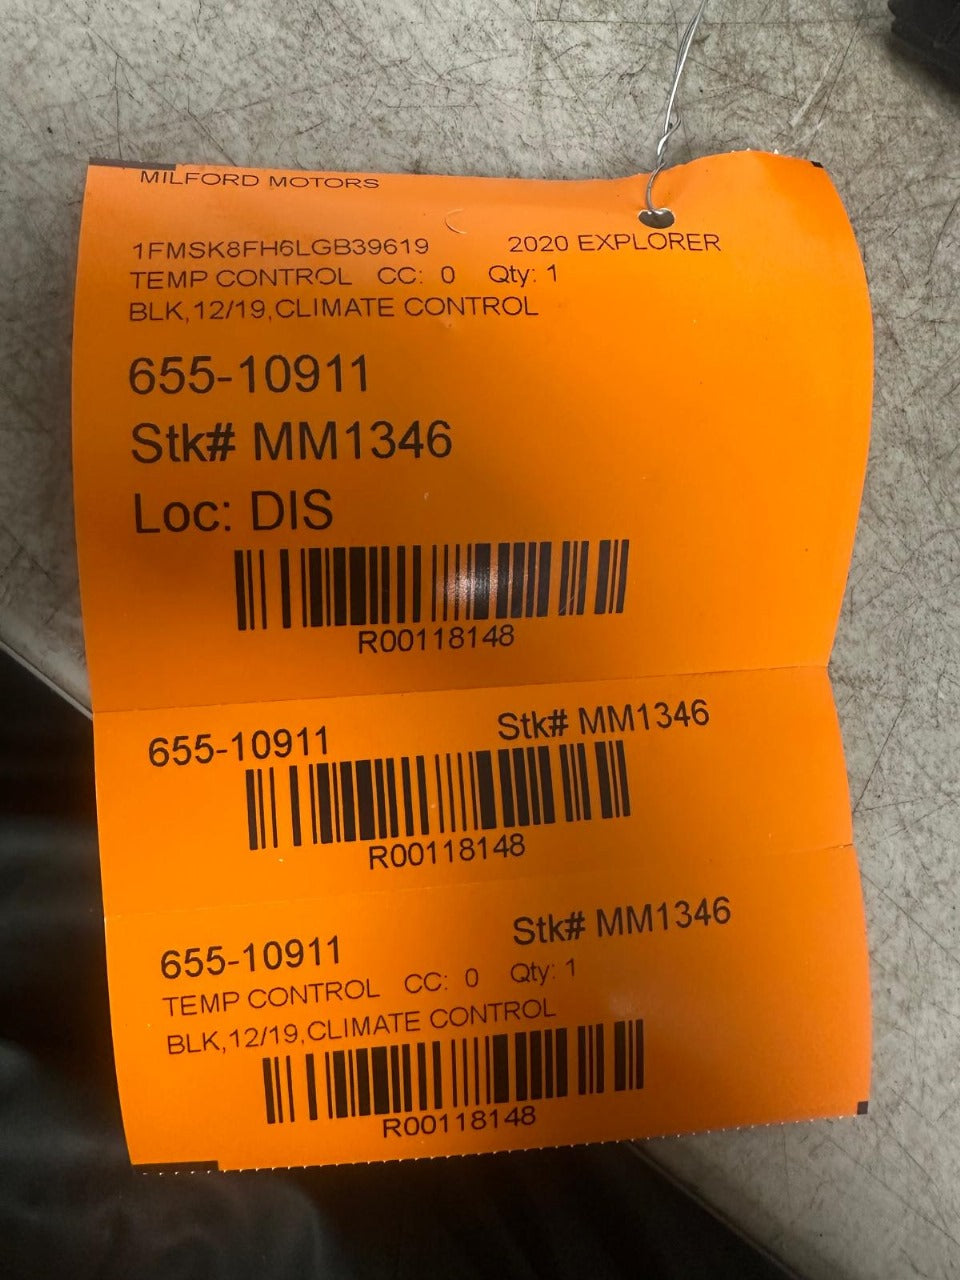 MILFORD MOTORS
1FMSK8FH6LGB39619 2020 EXPLORER
TEMP CONTROL CC: 0 Qty: 1
BLK,12/19,CLIMATE CONTROL
655-10911
Stk# MM1346
Loc: DIS
R00118148
655-10911 Stk# MM1346
R00118148
655-10911 Stk# MM1346
TEMP CONTROL CC: 0 Qty: 1
BLK,12/19,CLIMATE CONTROL
R00118148